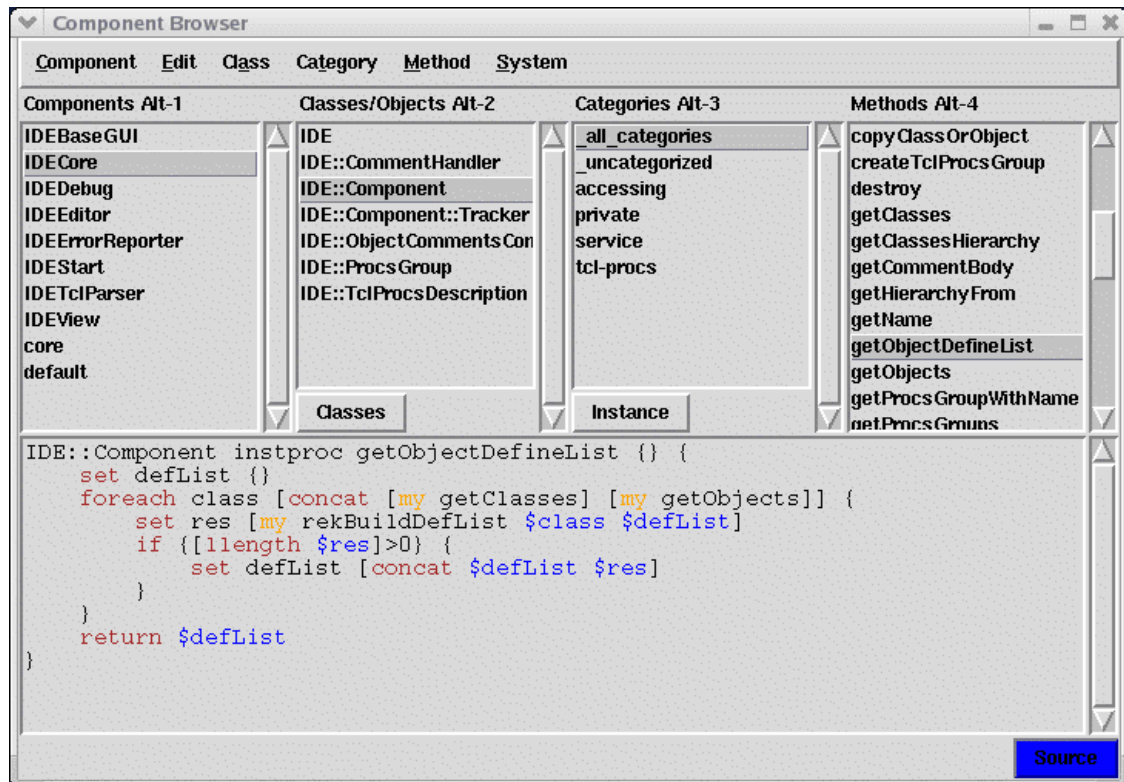 Component Browser
Component Edit Class Category Method System
Components Alt-1
IDEBaseGUI
IDECore
IDEDebug
IDEEditor
IDEErrorReporter
IDEStart
IDETclParser
IDEView
core
default
Classes/Objects Alt-2
IDE
IDE::CommentHandler
IDE::Component
IDE::Component::Tracker
IDE::ObjectCommentsCon
IDE::ProcsGroup
IDE::TclProcsDescription
Classes
Categories Alt-3
_all_categories
_uncategorized
accessing
private
service
tcl-procs
Instance
Methods Alt-4
copyClassOrObject
createTclProcsGroup
destroy
getClasses
getClassesHierarchy
getCommentBody
getHierarchyFrom
getName
getObjectDefineList
getObjects
getProcsGroupWithName
getProcsGroups
IDE::Component instproc getObjectDefineList {} {
    set defList {}
    foreach class [concat [my getClasses] [my getObjects]] {
        set res [my rekBuildDefList $class $defList]
        if {[llength $res]>0} {
            set defList [concat $defList $res]
        }
    }
    return $defList
}
Source